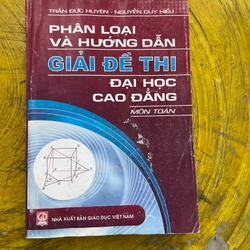 TRẦN ĐỨC HUYÊN - NGUYỄN DUY HIẾU
PHÂN LOẠI
VÀ HƯỚNG DẪN
GIẢI ĐỀ THI
ĐẠI HỌC
CAO ĐẲNG
MÔN TOÁN
NHÀ XUẤT BẢN GIÁO DỤC VIỆT NAM